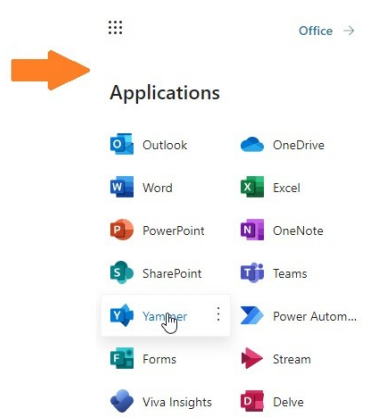 Office →
Applications
Outlook OneDrive
Word Excel
PowerPoint OneNote
SharePoint Teams
Yammer Power Autom...
Forms Stream
Viva Insights Delve